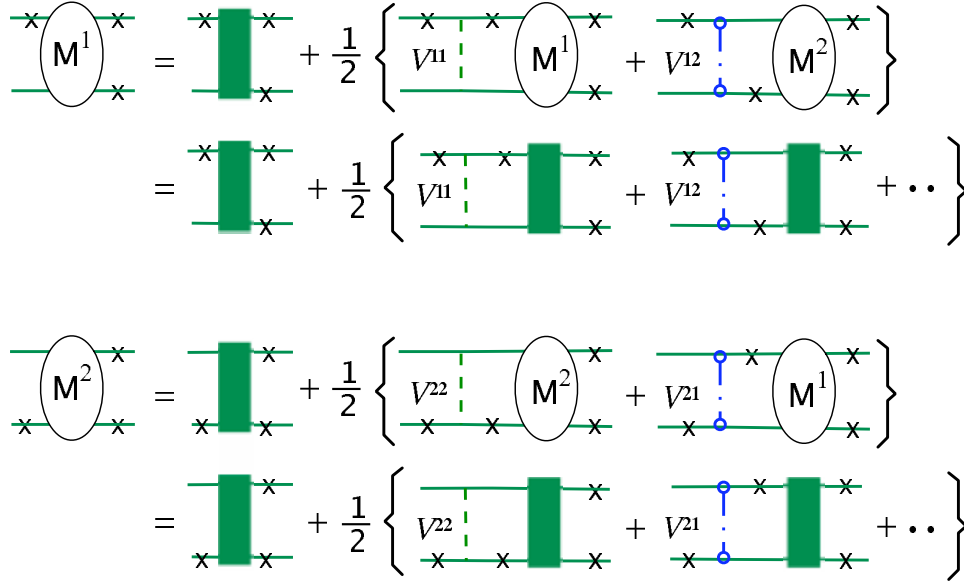 M¹ = + 1/2 { V¹¹ M¹ + V¹² M² }
= + 1/2 { V¹¹ + V¹² + •• }
M² = + 1/2 { V²² M² + V²¹ M¹ }
= + 1/2 { V²² + V²¹ + •• }